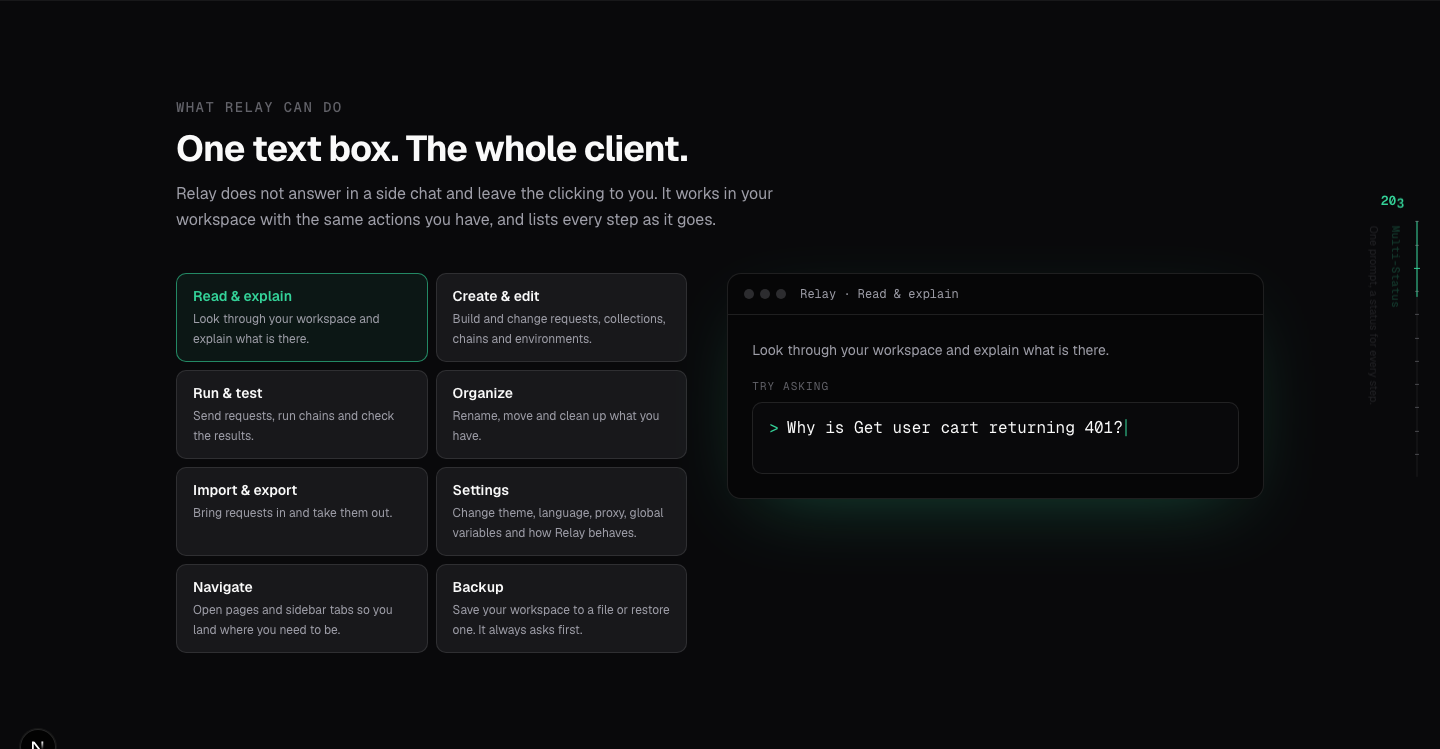 WHAT RELAY CAN DO
One text box. The whole client.
Relay does not answer in a side chat and leave the clicking to you. It works in your
workspace with the same actions you have, and lists every step as it goes.
Read & explain
Look through your workspace and
explain what is there.
Create & edit
Build and change requests, collections,
chains and environments.
Run & test
Send requests, run chains and check
the results.
Organize
Rename, move and clean up what you
have.
Import & export
Bring requests in and take them out.
Settings
Change theme, language, proxy, global
variables and how Relay behaves.
Navigate
Open pages and sidebar tabs so you
land where you need to be.
Backup
Save your workspace to a file or restore
one. It always asks first.
Relay · Read & explain
Look through your workspace and explain what is there.
TRY ASKING
> Why is Get user cart returning 401?
203
Multi-Status
One prompt, a status for every step.
N